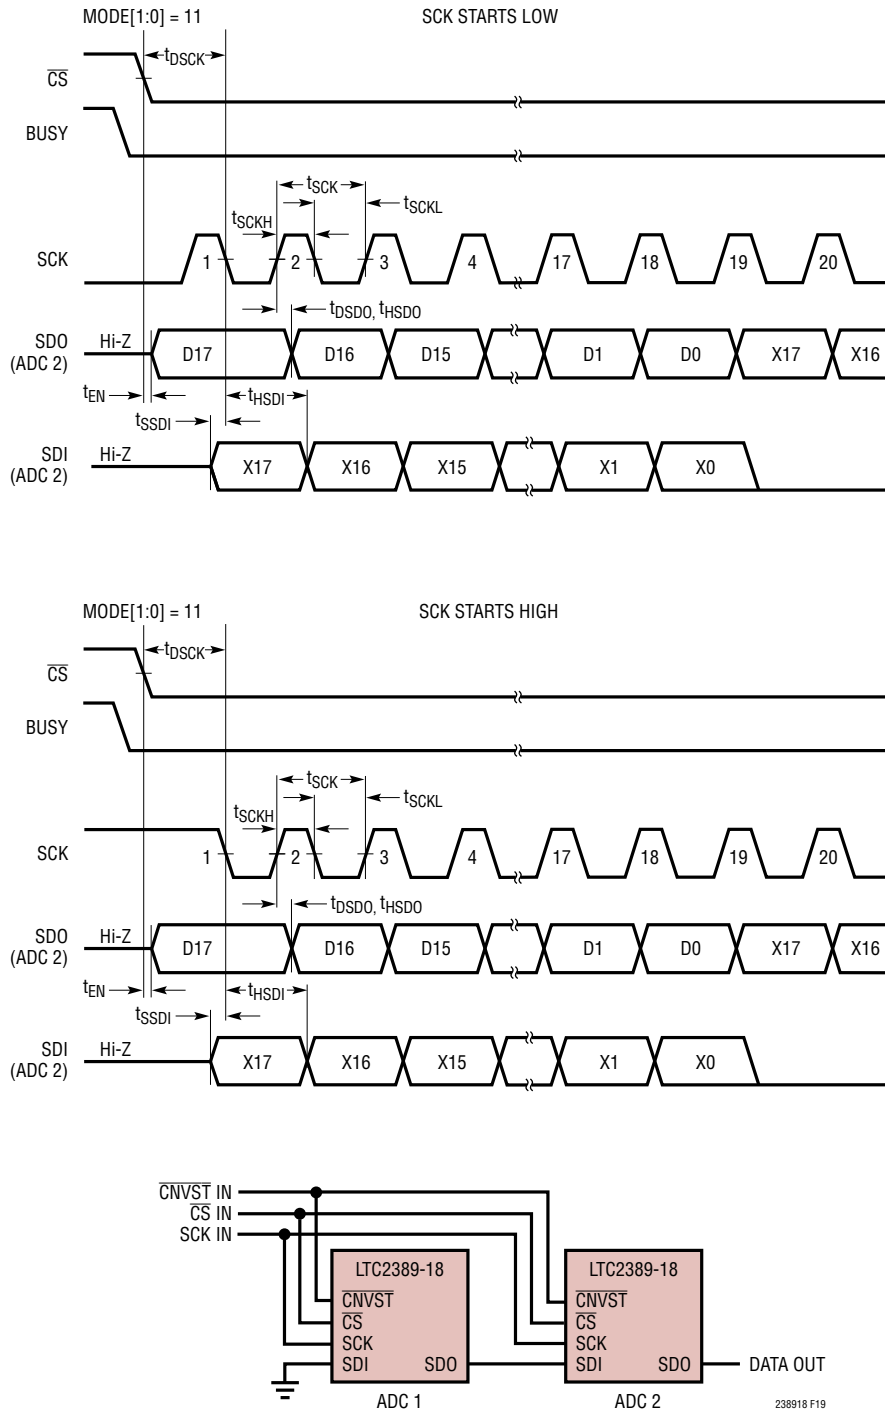 MODE[1:0] = 11
SCK STARTS LOW
tDSCK
CS
BUSY
tSCK
tSCKH
tSCKL
SCK
1 2 3 4 17 18 19 20
tDSDO, tHSDO
SDO
(ADC 2)
Hi-Z
D17 D16 D15 D1 D0 X17 X16
tEN
tHSDI
tSSDI
SDI
(ADC 2)
Hi-Z
X17 X16 X15 X1 X0
MODE[1:0] = 11
SCK STARTS HIGH
tDSCK
CS
BUSY
tSCK
tSCKH
tSCKL
SCK
1 2 3 4 17 18 19 20
tDSDO, tHSDO
SDO
(ADC 2)
Hi-Z
D17 D16 D15 D1 D0 X17 X16
tEN
tHSDI
tSSDI
SDI
(ADC 2)
Hi-Z
X17 X16 X15 X1 X0
CNVST IN
CS IN
SCK IN
LTC2389-18
CNVST
CS
SCK
SDI SDO
ADC 1
LTC2389-18
CNVST
CS
SCK
SDI SDO
ADC 2
DATA OUT
238918 F19